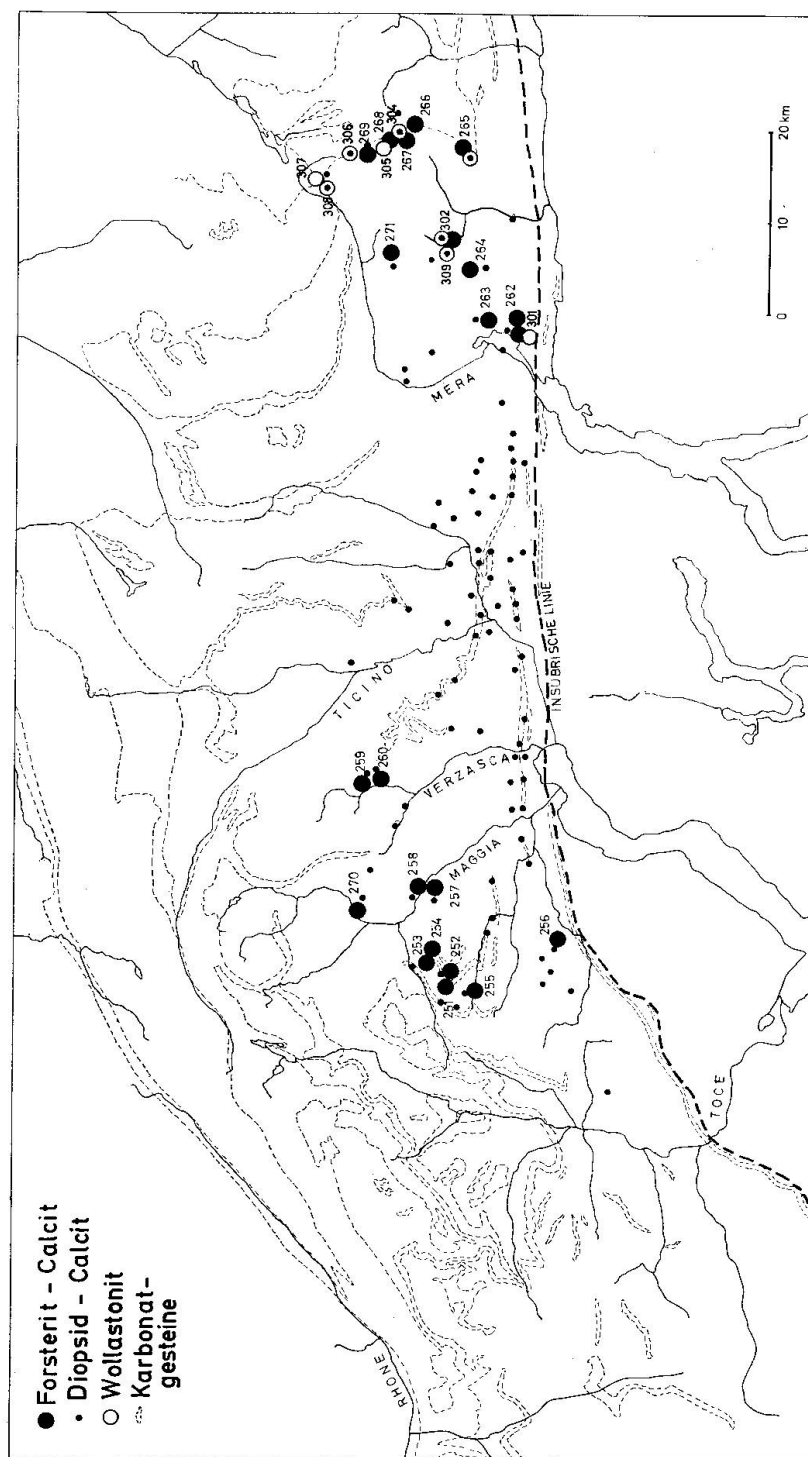 ● Forsterit – Calcit
• Diopsid – Calcit
○ Wollastonit
Karbonat-
gesteine
RHONE
TOCE
MAGGIA
VERZASCA
TICINO
MERA
INSUBRISCHE LINIE
251
252
253
254
255
256
257
258
270
259
260
262
301
263
264
309
302
271
265
266
267
268
304
305
269
306
307
308
0 10 20 km